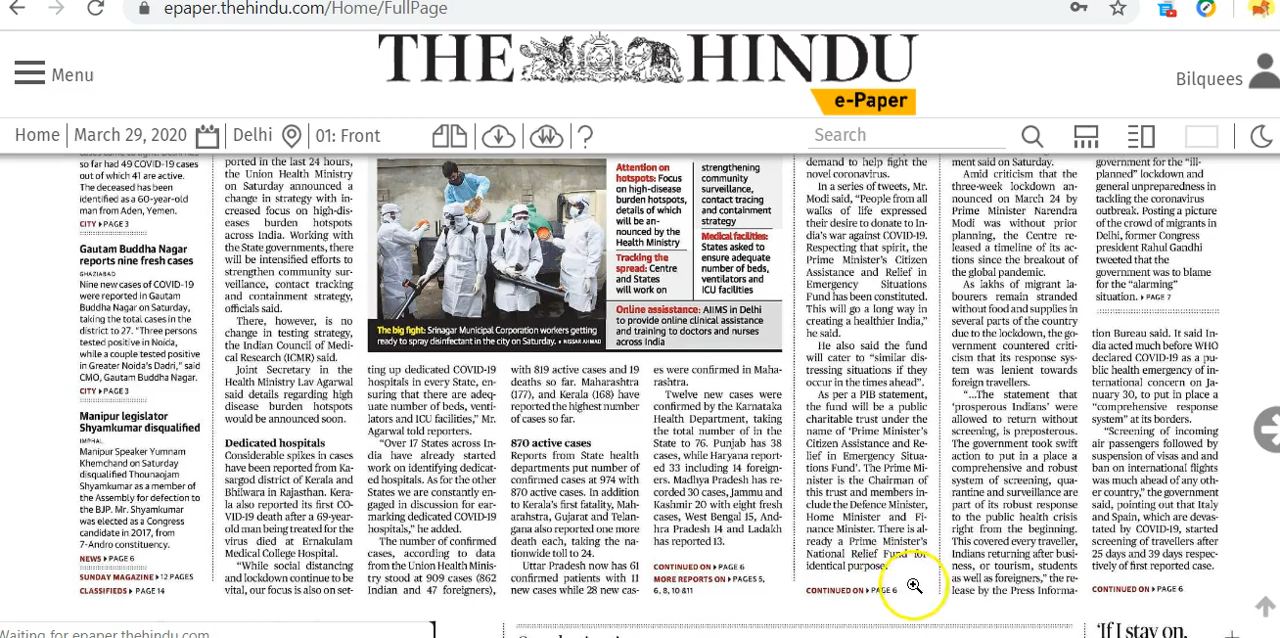 epaper.thehindu.com/Home/FullPage
Menu
THE HINDU
e-Paper
Bilquees
Home | March 29, 2020 Delhi 01: Front
?
Search
so far had 49 COVID-19 cases
out of which 41 are active.
The deceased has been
identified as a 60-year-old
man from Aden, Yemen.
CITY ▸ PAGE 3
Gautam Buddha Nagar
reports nine fresh cases
GHAZIABAD
Nine new cases of COVID-19
were reported in Gautam
Buddha Nagar on Saturday,
taking the total cases in the
district to 27. “Three persons
tested positive in Noida,
while a couple tested positive
in Greater Noida's Dadri,” said
CMO, Gautam Buddha Nagar.
CITY ▸ PAGE 3
Manipur legislator
Shyamkumar disqualified
IMPHAL
Manipur Speaker Yumnam
Khemchand on Saturday
disqualified Thounaojam
Shyamkumar as a member of
the Assembly for defection to
the BJP. Mr. Shyamkumar
was elected as a Congress
candidate in 2017, from
7-Andro constituency.
NEWS ▸ PAGE 6
SUNDAY MAGAZINE ▸ 12 PAGES
CLASSIFIEDS ▸ PAGE 14
ported in the last 24 hours,
the Union Health Ministry
on Saturday announced a
change in strategy with in-
creased focus on high-dis-
eases burden hotspots
across India. Working with
the State governments, there
will be intensified efforts to
strengthen community sur-
veillance, contact tracing
and containment strategy,
officials said.
There, however, is no
change in testing strategy,
the Indian Council of Medi-
cal Research (ICMR) said.
Joint Secretary in the
Health Ministry Lav Agarwal
said details regarding high
disease burden hotspots
would be announced soon.
Dedicated hospitals
Considerable spikes in cases
have been reported from Ka-
sargod district of Kerala and
Bhilwara in Rajasthan. Kera-
la also reported its first CO-
VID-19 death after a 69-year-
old man being treated for the
virus died at Ernakulam
Medical College Hospital.
“While social distancing
and lockdown continue to be
vital, our focus is also on set-
The big fight: Srinagar Municipal Corporation workers getting
ready to spray disinfectant in the city on Saturday. ▪ NISSAR AHMAD
Attention on
hotspots: Focus
on high-disease
burden hotspots,
details of which
will be an-
nounced by the
Health Ministry
Tracking the
spread: Centre
and States
will work on
strengthening
community
surveillance,
contact tracing
and containment
strategy
Medical facilities:
States asked to
ensure adequate
number of beds,
ventilators and
ICU facilities
Online assisstance: AIIMS in Delhi
to provide online clinical assistance
and training to doctors and nurses
across India
ting up dedicated COVID-19
hospitals in every State, en-
suring that there are adeq-
uate number of beds, venti-
lators and ICU facilities,” Mr.
Agarwal told reporters.
“Over 17 States across In-
dia have already started
work on identifying dedicat-
ed hospitals. As for the other
States we are constantly en-
gaged in discussion for ear-
marking dedicated COVID-19
hospitals,” he added.
The number of confirmed
cases, according to data
from the Union Health Minis-
try stood at 909 cases (862
Indian and 47 foreigners),
with 819 active cases and 19
deaths so far. Maharashtra
(177), and Kerala (168) have
reported the highest number
of cases so far.
870 active cases
Reports from State health
departments put number of
confirmed cases at 974 with
870 active cases. In addition
to Kerala's first fatality, Mah-
arashtra, Gujarat and Telan-
gana also reported one more
death each, taking the na-
tionwide toll to 24.
Uttar Pradesh now has 61
confirmed patients with 11
new cases while 28 new cas-
es were confirmed in Maha-
rashtra.
Twelve new cases were
confirmed by the Karnataka
Health Department, taking
the total number in the
State to 76. Punjab has 38
cases, while Haryana report-
ed 33 including 14 foreign-
ers. Madhya Pradesh has re-
corded 30 cases, Jammu and
Kashmir 20 with eight fresh
cases, West Bengal 15, An-
dhra Pradesh 14 and Ladakh
has reported 13.
CONTINUED ON ▸ PAGE 6
MORE REPORTS ON ▸ PAGES 5,
6, 8, 10 &11
demand to help fight the
novel coronavirus.
In a series of tweets, Mr.
Modi said, “People from all
walks of life expressed
their desire to donate to In-
dia's war against COVID-19.
Respecting that spirit, the
Prime Minister's Citizen
Assistance and Relief in
Emergency Situations
Fund has been constituted.
This will go a long way in
creating a healthier India,”
he said.
He also said the fund
will cater to “similar dis-
tressing situations if they
occur in the times ahead”.
As per a PIB statement,
the fund will be a public
charitable trust under the
name of ‘Prime Minister's
Citizen Assistance and Re-
lief in Emergency Situa-
tions Fund’. The Prime Mi-
nister is the Chairman of
this trust and members in-
clude the Defence Minister,
Home Minister and Fi-
nance Minister. There is al-
ready a Prime Minister's
National Relief Fund for
identical purpose
CONTINUED ON ▸ PAGE 6
ment said on Saturday.
Amid criticism that the
three-week lockdown an-
nounced on March 24 by
Prime Minister Narendra
Modi was without prior
planning, the Centre re-
leased a timeline of its ac-
tions since the breakout of
the global pandemic.
As lakhs of migrant la-
bourers remain stranded
without food and supplies in
several parts of the country
due to the lockdown, the go-
vernment countered criti-
cism that its response sys-
tem was lenient towards
foreign travellers.
“...The statement that
‘prosperous Indians’ were
allowed to return without
screening, is preposterous.
The government took swift
action to put in place a
comprehensive and robust
system of screening, qua-
rantine and surveillance as
part of its robust response
to the public health crisis
right from the beginning.
This covered every traveller,
Indians returning after busi-
ness, or tourism, students
as well as foreigners,” the re-
lease by the Press Informa-
government for the “ill-
planned” lockdown and
general unpreparedness in
tackling the coronavirus
outbreak. Posting a picture
of the crowd of migrants in
Delhi, former Congress
president Rahul Gandhi
tweeted that the
government was to blame
for the “alarming”
situation. ▸ PAGE 7
tion Bureau said. It said In-
dia acted much before WHO
declared COVID-19 as a pu-
blic health emergency of in-
ternational concern on Ja-
nuary 30, to put in place a
“comprehensive response
system” at its borders.
“Screening of incoming
air passengers followed by
suspension of visas and and
ban on international flights
was much ahead of any oth-
er country,” the government
said, pointing out that Italy
and Spain, which are devas-
tated by COVID-19, started
screening of travellers after
25 days and 39 days respec-
tively of first reported case.
CONTINUED ON ▸ PAGE 6
Waiting for epaper.thehindu.com
‘If I stay on,